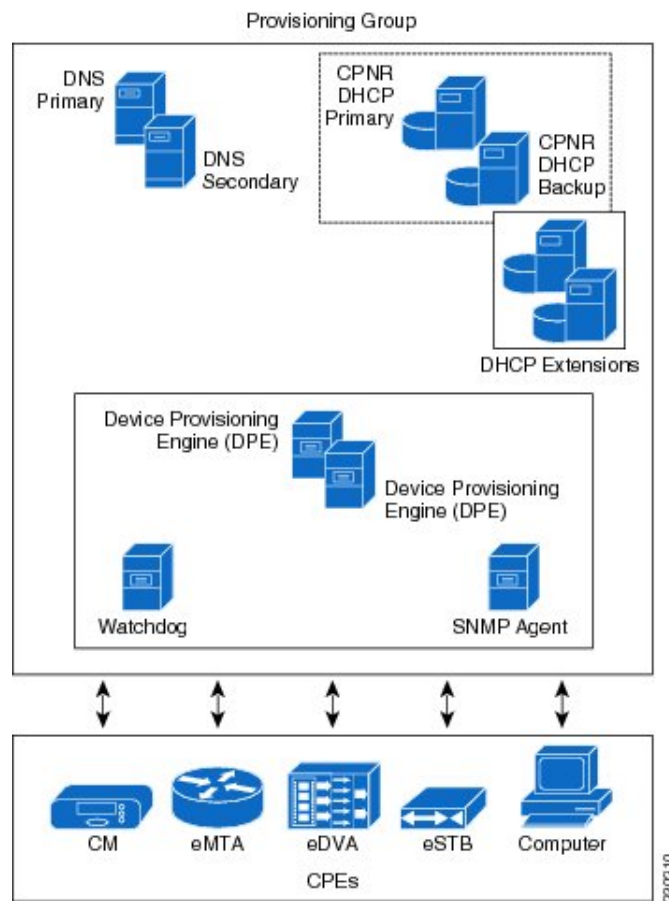 Provisioning Group
DNS
Primary
DNS
Secondary
CPNR
DHCP
Primary
CPNR
DHCP
Backup
DHCP Extensions
Device Provisioning
Engine (DPE)
Device Provisioning
Engine (DPE)
Watchdog
SNMP Agent
CM
eMTA
eDVA
eSTB
Computer
CPEs